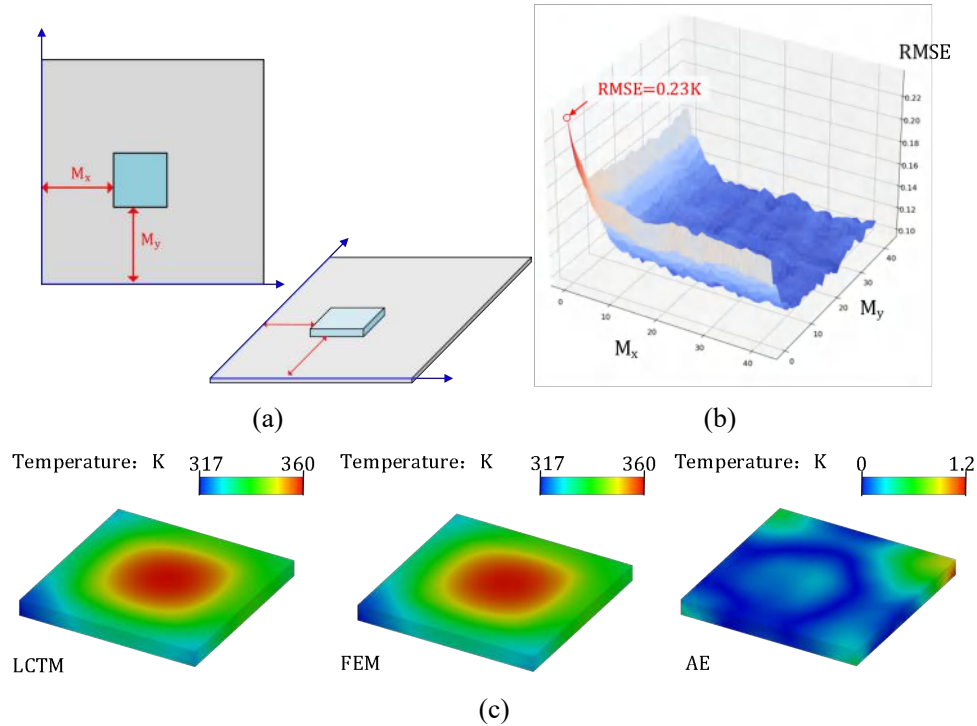 Mx
My
(a)
RMSE
RMSE=0.23K
0.22
0.20
0.18
0.16
0.14
0.12
0.10
0
10
20
30
40
Mx
0
10
20
30
40
My
(b)
Temperature: K
317 360
LCTM
Temperature: K
317 360
FEM
Temperature: K
0 1.2
AE
(c)